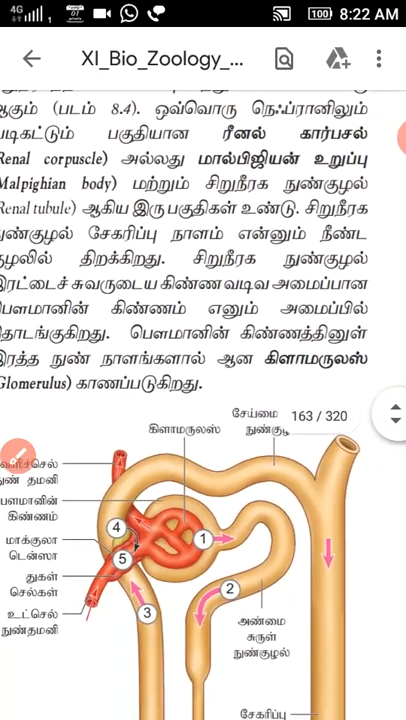 4G
100 8:22 AM
XI_Bio_Zoology_...
ஆகும் (படம் 8.4). ஒவ்வொரு நெஃப்ரானிலும்
படிகட்டும் பகுதியான ரீனல் கார்பசல்
Renal corpuscle) அல்லது மால்பிஜியன் உறுப்பு
Malpighian body) மற்றும் சிறுநீரக நுண்குழல்
Renal tubule) ஆகிய இரு பகுதிகள் உண்டு. சிறுநீரக
நுண்குழல் சேகரிப்பு நாளம் என்னும் நீண்ட
குழலில் திறக்கிறது. சிறுநீரக நுண்குழல்
இரட்டைச் சுவருடைய கிண்ண வடிவ அமைப்பான
பௌமானின் கிண்ணம் எனும் அமைப்பில்
தொடங்குகிறது. பௌமானின் கிண்ணத்தினுள்
இரத்த நுண் நாளங்களால் ஆன கிளாமருலஸ்
Glomerulus) காணப்படுகிறது.
163 / 320
சேய்மை
கிளாமருலஸ்
நுண் தமனி
பௌமானின்
கிண்ணம்
மாக்குலா
டென்ஸா
துகள்
செல்கள்
உட்செல்
நுண்தமனி
4
5
1
2
3
அண்மை
சுருள்
நுண்குழல்
சேகரிப்பு